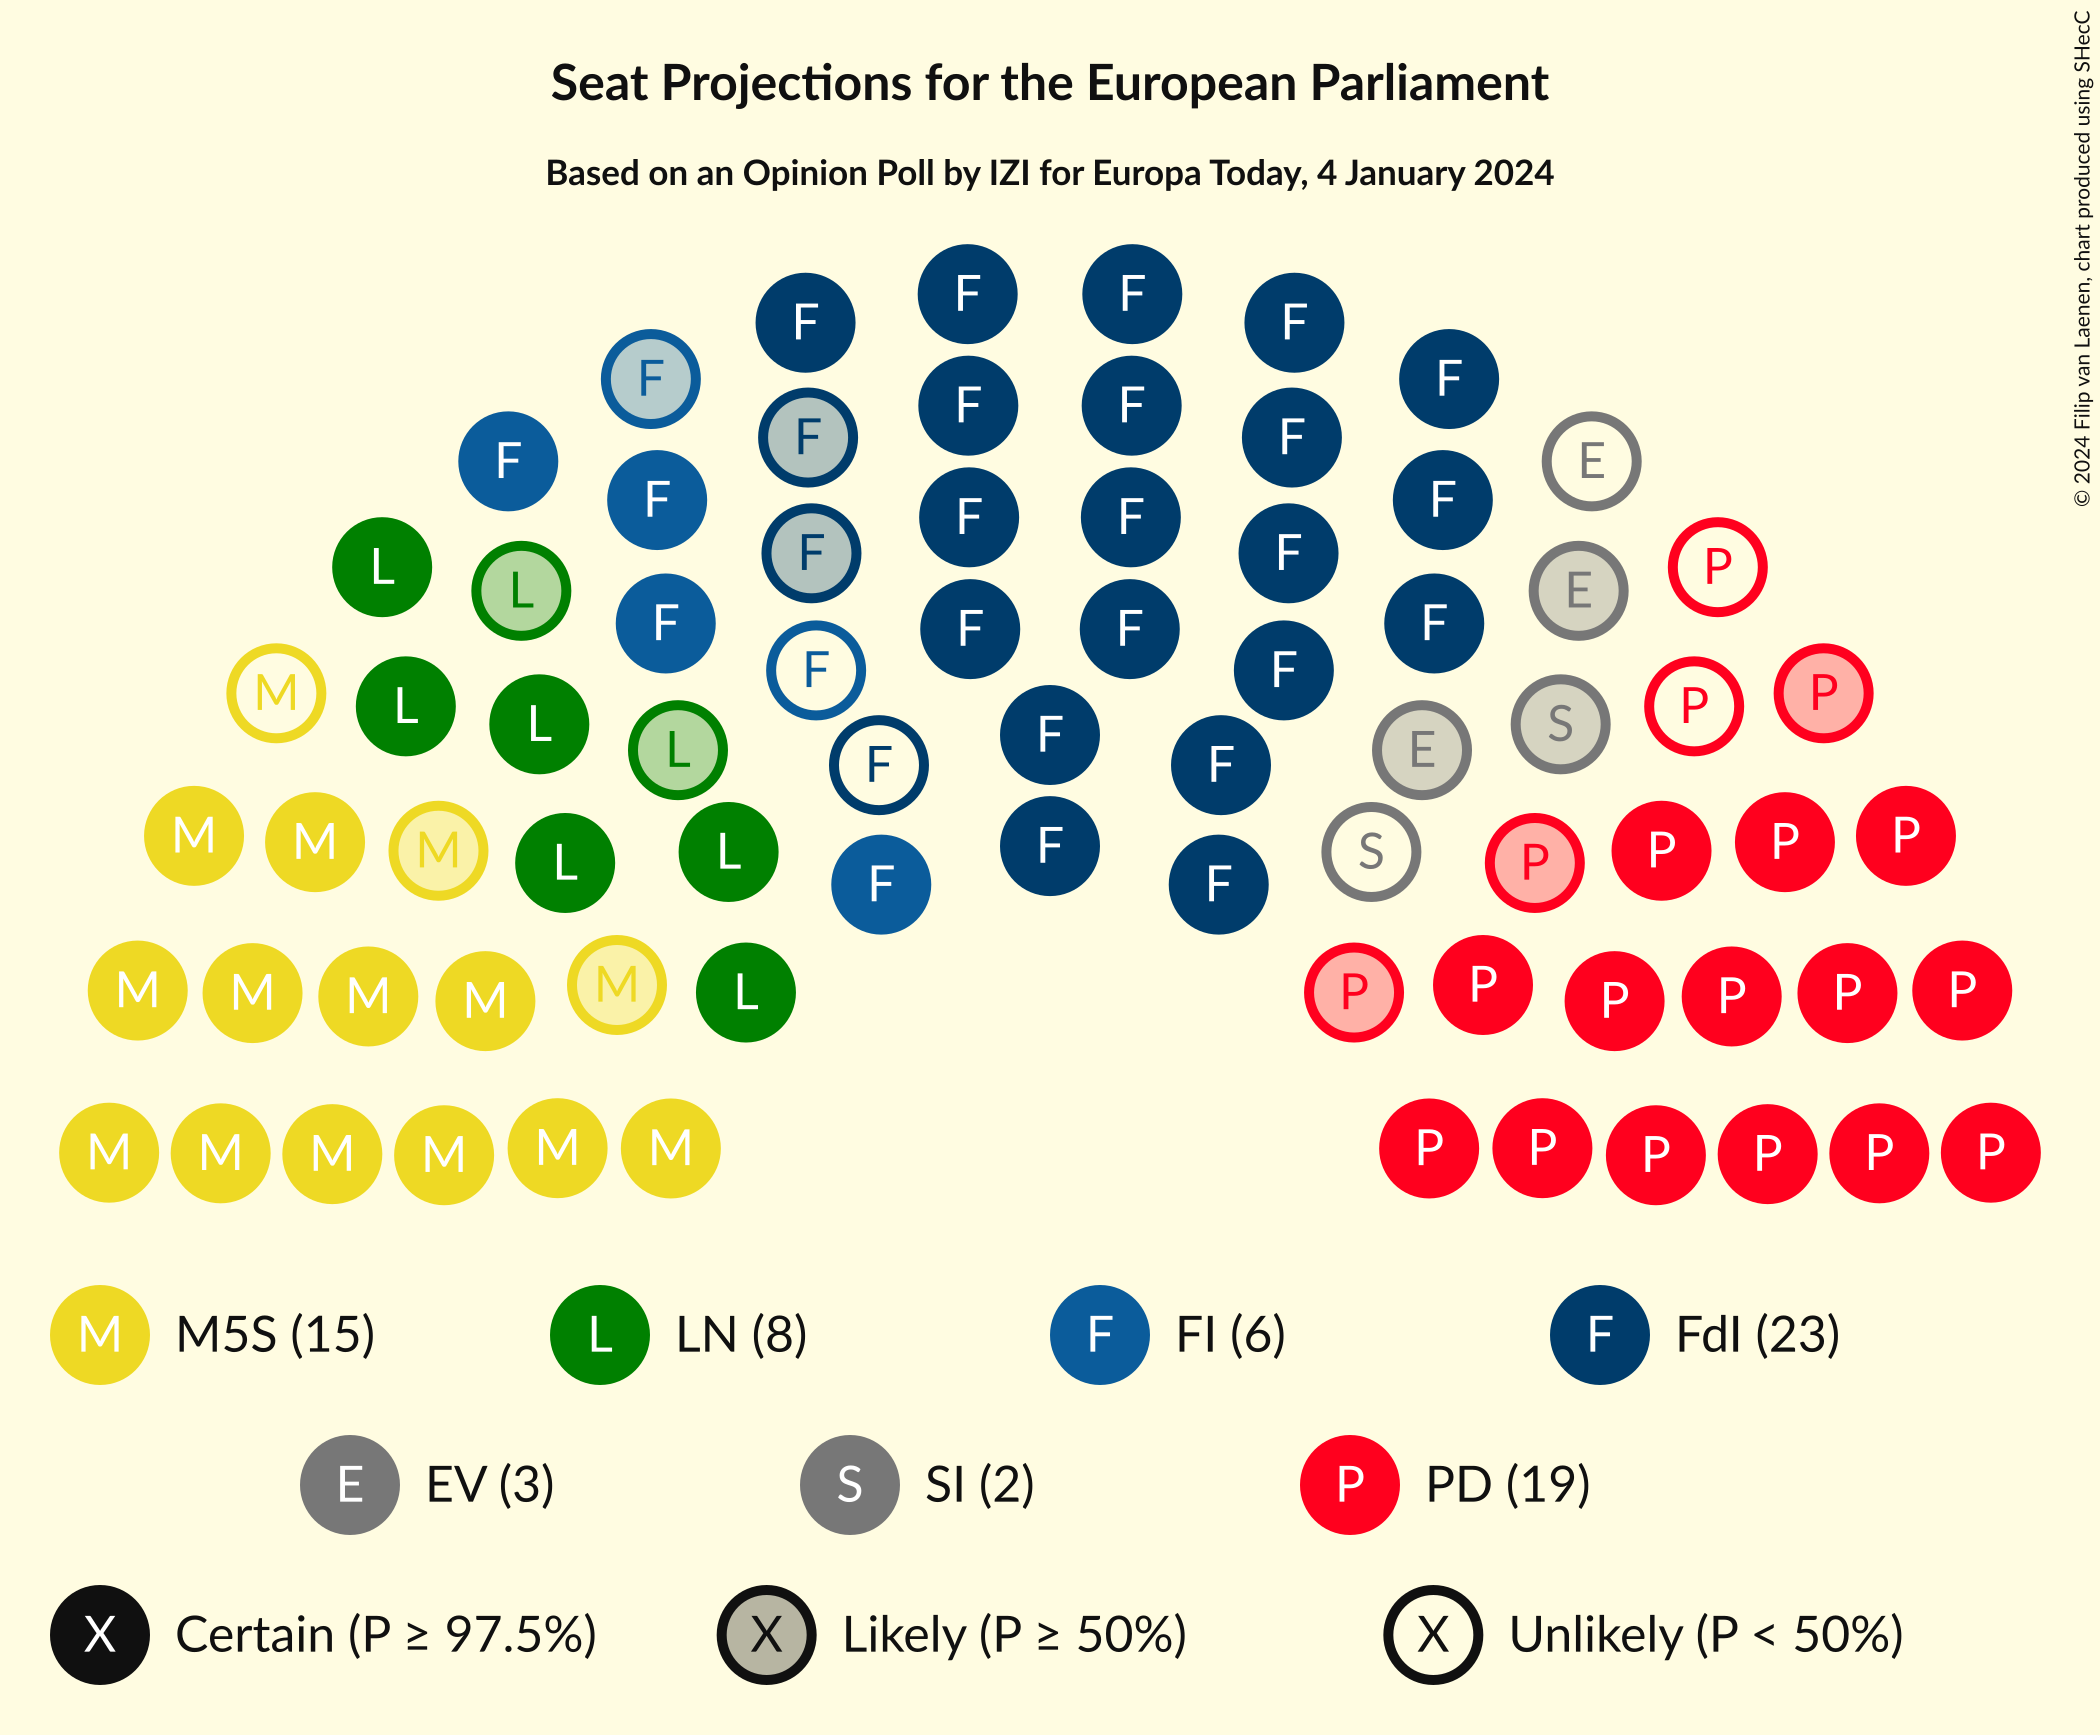 Seat Projections for the European Parliament
Based on an Opinion Poll by IZI for Europa Today, 4 January 2024
© 2024 Filip van Laenen, chart produced using SHecC
F F
F F
F F
F F
F F
F F
F E
F F
F F
F F
L P
L E
F F
F
M P
L P
L S
L E
F F
F
M M M L L
F F F
S P P P P
M M M M M L
P P P P P P
M M M M M M
P P P P P P
M M5S (15) L LN (8) F FI (6) F FdI (23)
E EV (3) S SI (2) P PD (19)
X Certain (P ≥ 97.5%) X Likely (P ≥ 50%) X Unlikely (P < 50%)